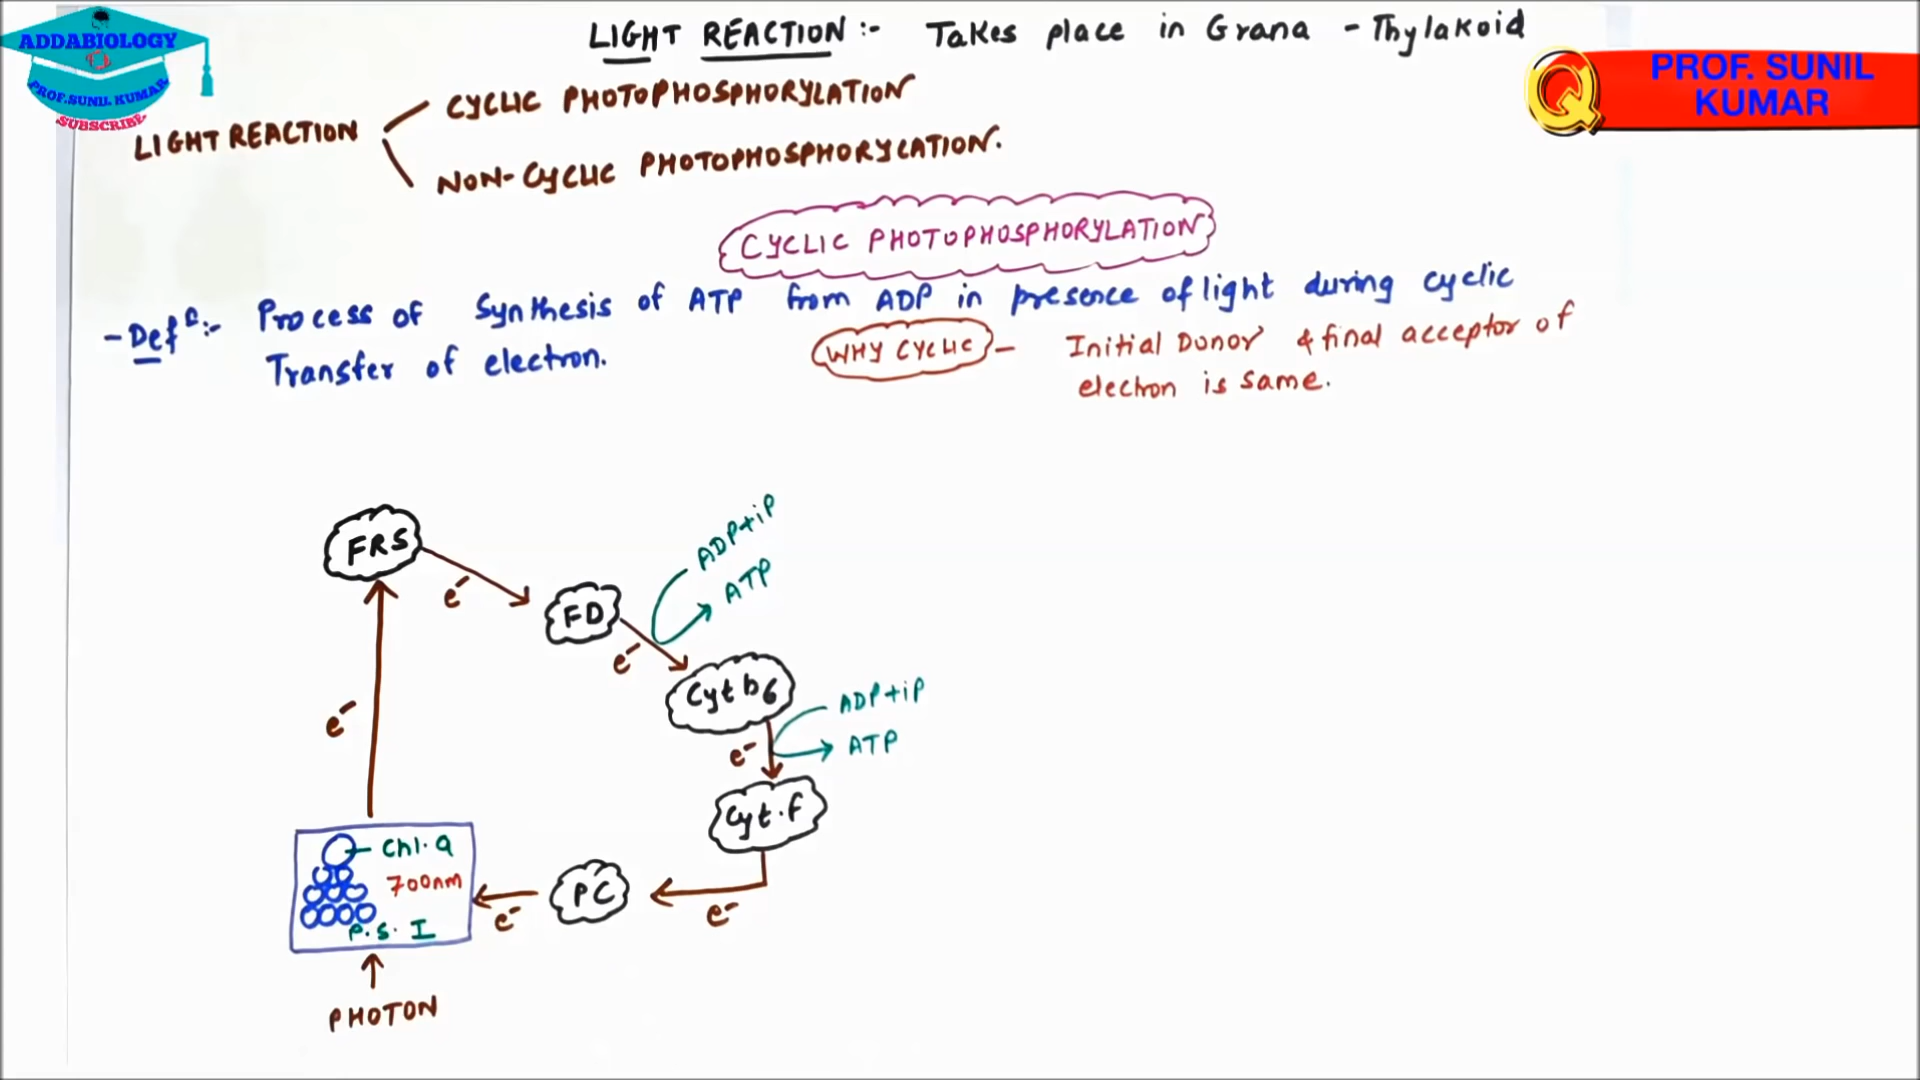 ADDABIOLOGY
PROF.SUNIL KUMAR
SUBSCRIBE
LIGHT REACTION :- Takes place in Grana - Thylakoid
PROF. SUNIL
KUMAR
LIGHT REACTION
CYCLIC PHOTOPHOSPHORYLATION
NON-CYCLIC PHOTOPHOSPHORYLATION.
CYCLIC PHOTOPHOSPHORYLATION
- Defⁿ:- Process of Synthesis of ATP from ADP in presence of light during cyclic
Transfer of electron.
WHY CYCLIC - Initial Donor & final acceptor of
electron is same.
FRS
e⁻
FD
ADP+iP
ATP
e⁻
Cyt b6
ADP+iP
ATP
e⁻
e⁻
Cyt.f
Chl.a
700nm
P.S. I
e⁻
PC
e⁻
PHOTON